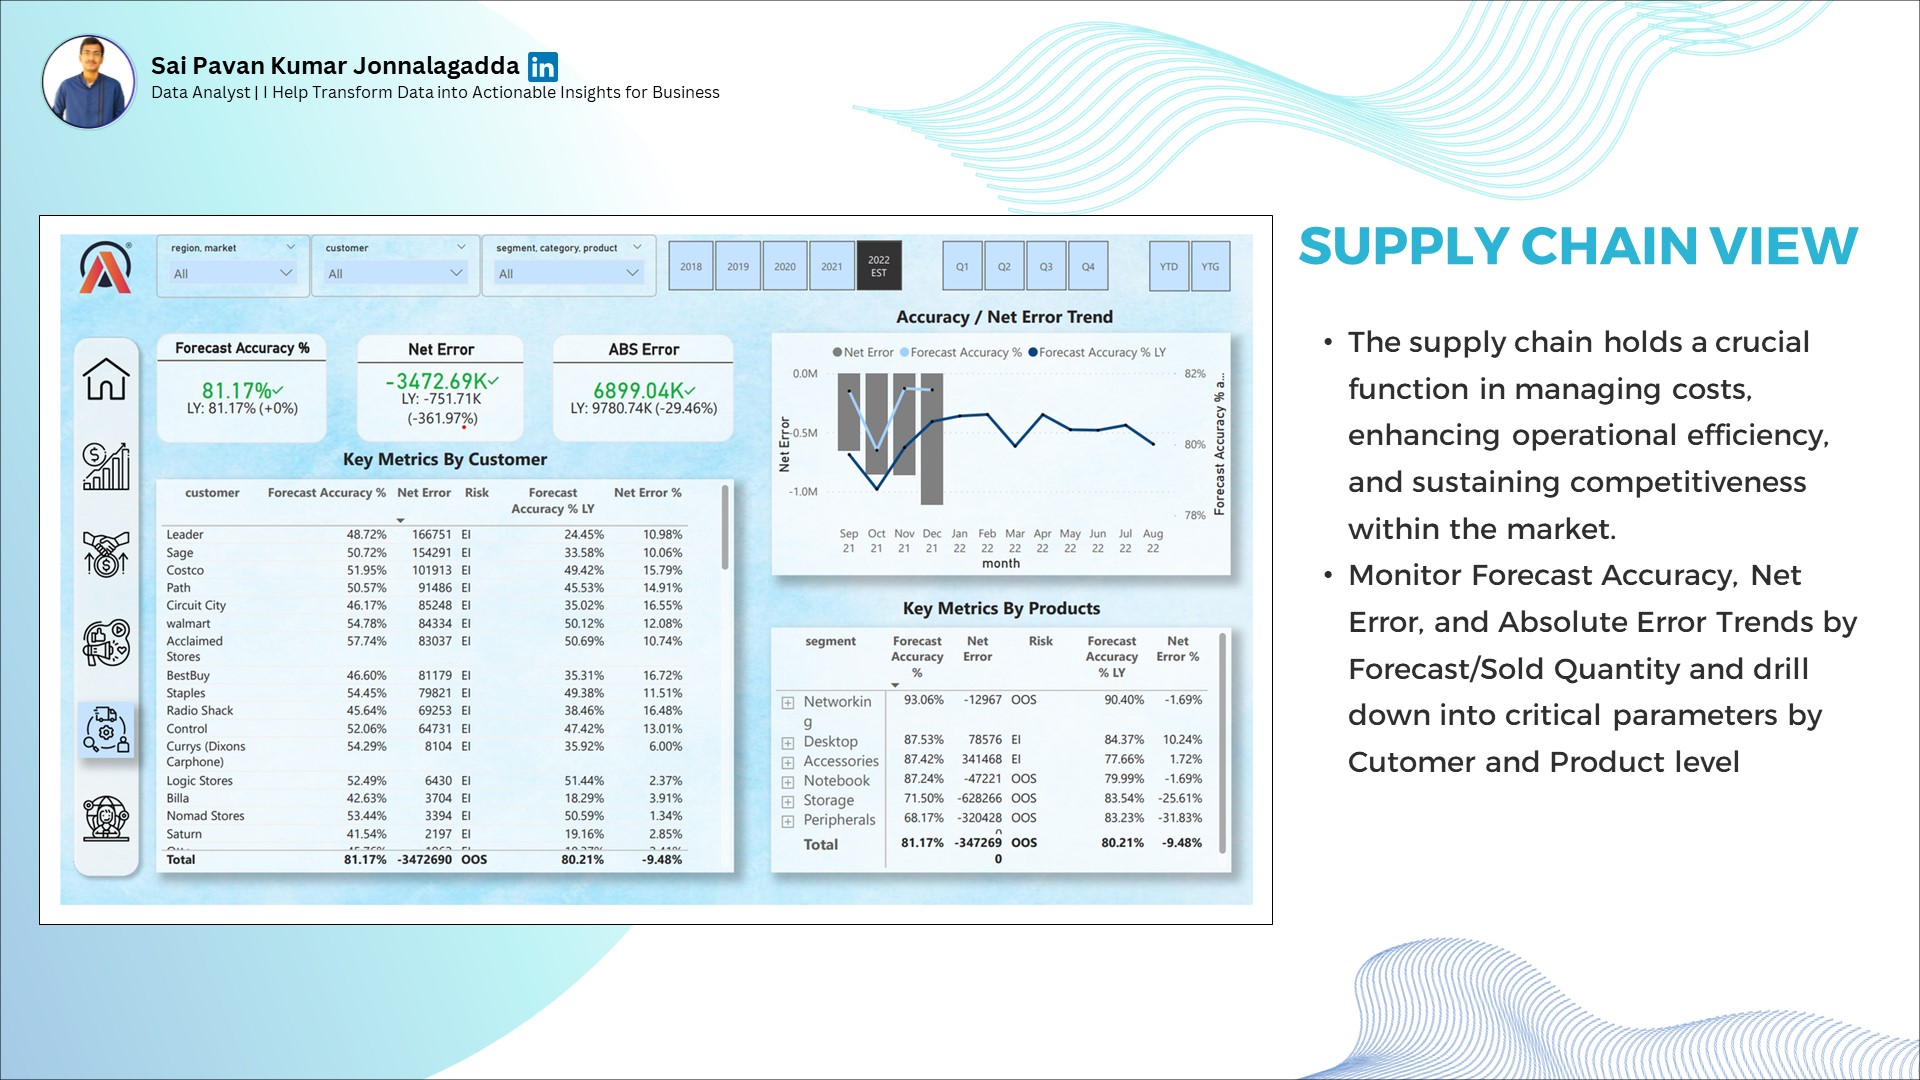 Sai Pavan Kumar Jonnalagadda in
Data Analyst | I Help Transform Data into Actionable Insights for Business
region, market
All
customer
All
segment, category, product
All
2018 2019 2020 2021 2022 EST
Q1 Q2 Q3 Q4
YTD YTG
Forecast Accuracy %
81.17%
LY: 81.17% (+0%)
Net Error
-3472.69K
LY: -751.71K
(-361.97%)
ABS Error
6899.04K
LY: 9780.74K (-29.46%)
Key Metrics By Customer
customer Forecast Accuracy % Net Error Risk Forecast Accuracy % LY Net Error %
Leader 48.72% 166751 EI 24.45% 10.98%
Sage 50.72% 154291 EI 33.58% 10.06%
Costco 51.95% 101913 EI 49.42% 15.79%
Path 50.57% 91486 EI 45.53% 14.91%
Circuit City 46.17% 85248 EI 35.02% 16.55%
walmart 54.78% 84334 EI 50.12% 12.08%
Acclaimed 57.74% 83037 EI 50.69% 10.74%
Stores
BestBuy 46.60% 81179 EI 35.31% 16.72%
Staples 54.45% 79821 EI 49.38% 11.51%
Radio Shack 45.64% 69253 EI 38.46% 16.48%
Control 52.06% 64731 EI 47.42% 13.01%
Currys (Dixons 54.29% 8104 EI 35.92% 6.00%
Carphone)
Logic Stores 52.49% 6430 EI 51.44% 2.37%
Billa 42.63% 3704 EI 18.29% 3.91%
Nomad Stores 53.44% 3394 EI 50.59% 1.34%
Saturn 41.54% 2197 EI 19.16% 2.85%
Total 81.17% -3472690 OOS 80.21% -9.48%
Accuracy / Net Error Trend
Net Error Forecast Accuracy % Forecast Accuracy % LY
Net Error
0.0M
-0.5M
-1.0M
82%
80%
78%
Forecast Accuracy % a...
Sep Oct Nov Dec Jan Feb Mar Apr May Jun Jul Aug
21 21 21 21 22 22 22 22 22 22 22 22
month
Key Metrics By Products
segment Forecast Net Risk Forecast Net
Accuracy Error Accuracy Error %
% % LY
Networkin 93.06% -12967 OOS 90.40% -1.69%
g
Desktop 87.53% 78576 EI 84.37% 10.24%
Accessories 87.42% 341468 EI 77.66% 1.72%
Notebook 87.24% -47221 OOS 79.99% -1.69%
Storage 71.50% -628266 OOS 83.54% -25.61%
Peripherals 68.17% -320428 OOS 83.23% -31.83%
Total 81.17% -347269 OOS 80.21% -9.48%
0
SUPPLY CHAIN VIEW
• The supply chain holds a crucial
function in managing costs,
enhancing operational efficiency,
and sustaining competitiveness
within the market.
• Monitor Forecast Accuracy, Net
Error, and Absolute Error Trends by
Forecast/Sold Quantity and drill
down into critical parameters by
Cutomer and Product level